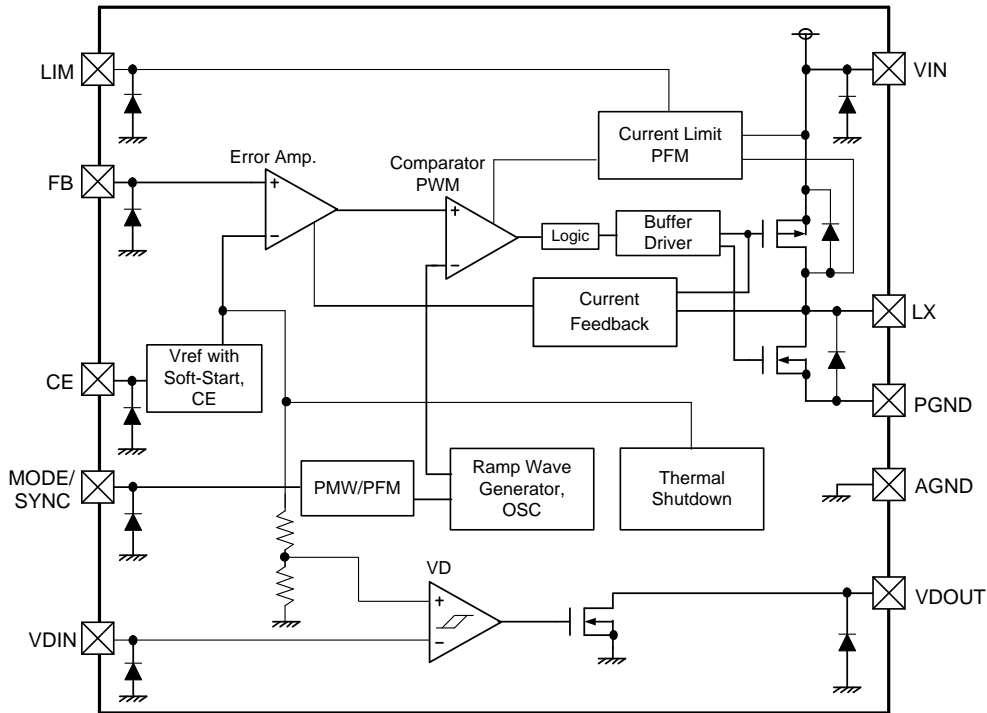 LIM
VIN
Current Limit
PFM
Error Amp.
Comparator
PWM
FB
+
−
+
−
Logic
Buffer
Driver
Current
Feedback
LX
Vref with
Soft-Start,
CE
CE
PGND
MODE/
SYNC
PMW/PFM
Ramp Wave
Generator,
OSC
Thermal
Shutdown
AGND
VD
+
−
VDOUT
VDIN